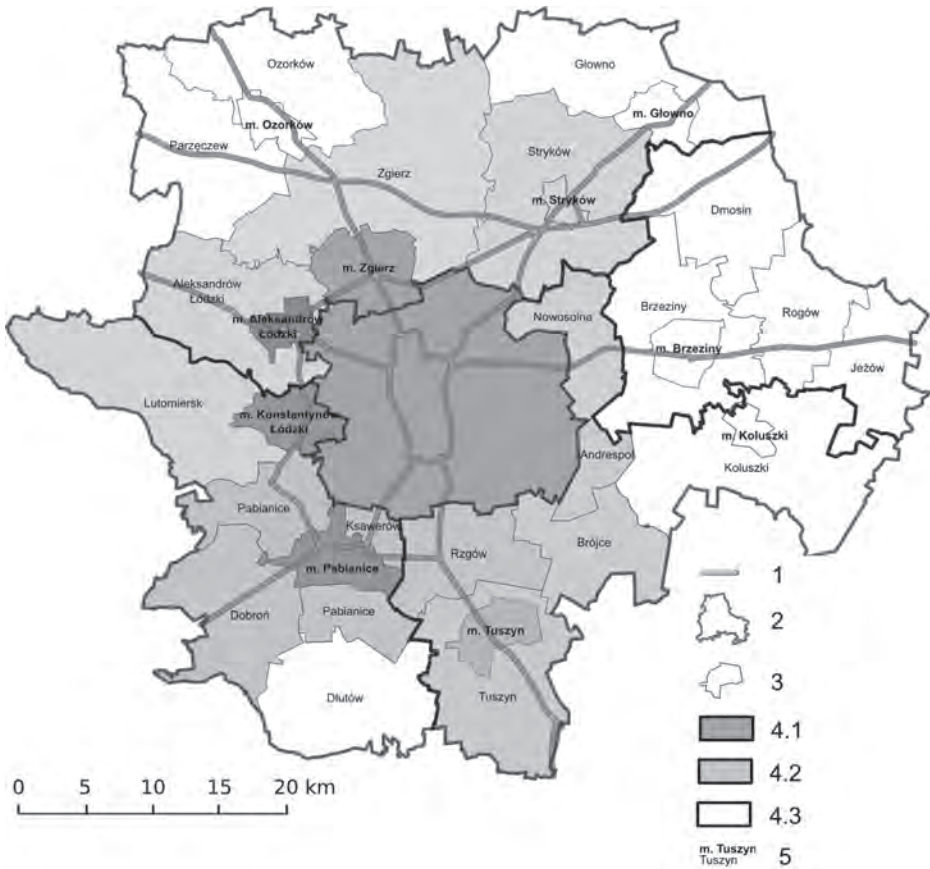 Ozorków
Głowno
m. Głowno
m. Ozorków
Parzęczew
Stryków
Zgierz
m. Stryków
Dmosin
m. Zgierz
Aleksandrów
Łódzki
Nowosolna
Brzeziny
Rogów
m. Aleksandrów
Łódzki
m. Brzeziny
Jeżów
Lutomiersk
m. Konstantynów
Łódzki
m. Koluszki
Koluszki
Andrespol
Pabianice
Ksawerów
Rzgów
Brójce
m. Pabianice
Dobroń
Pabianice
m. Tuszyn
Tuszyn
Dłutów
1
2
3
4.1
4.2
4.3
m. Tuszyn
Tuszyn
5
0 5 10 15 20 km